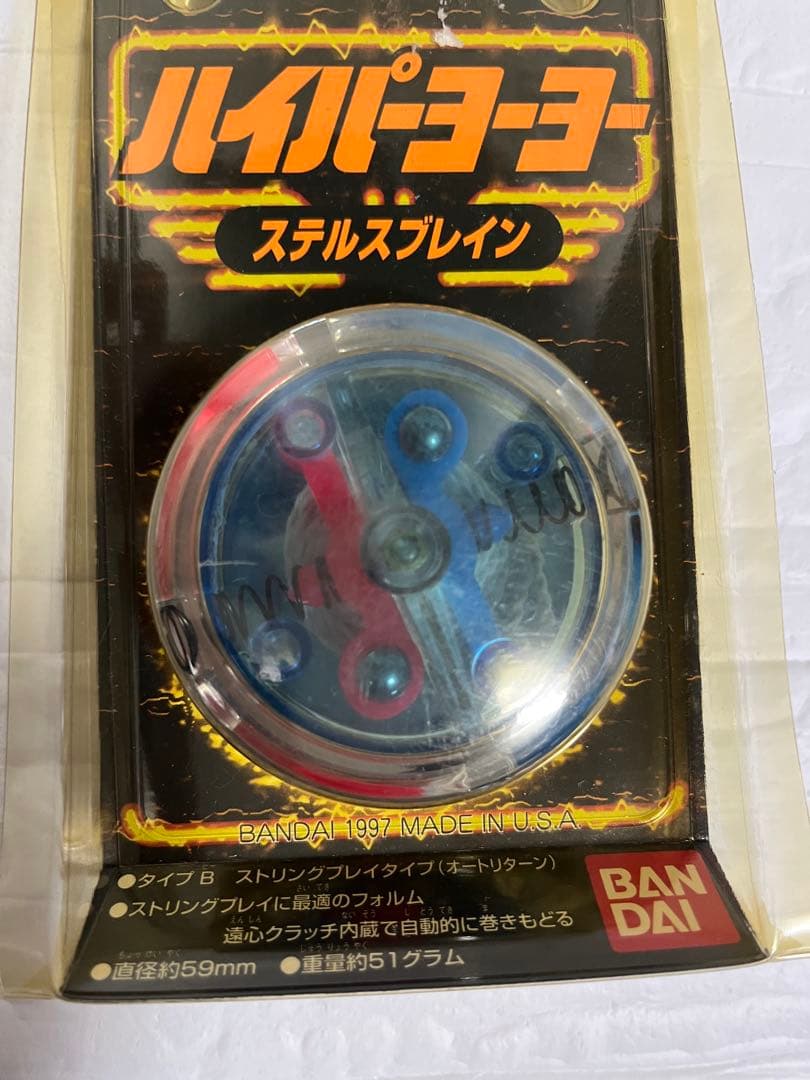 ハイパーヨーヨー
ステルスブレイン
BANDAI 1997 MADE IN U.S.A.
●タイプB ストリングプレイタイプ(オートリターン)
●ストリングプレイに最適のフォルム
遠心クラッチ内蔵で自動的に巻きもどる
●直径約59mm ●重量約51グラム
BAN
DAI